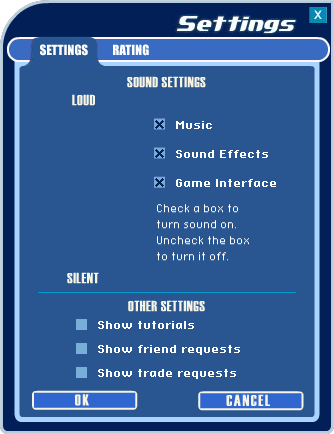 Settings
X
SETTINGS
RATING
SOUND SETTINGS
LOUD
Music
Sound Effects
Game Interface
Check a box to
turn sound on.
Uncheck the box
to turn it off.
SILENT
OTHER SETTINGS
Show tutorials
Show friend requests
Show trade requests
OK
CANCEL